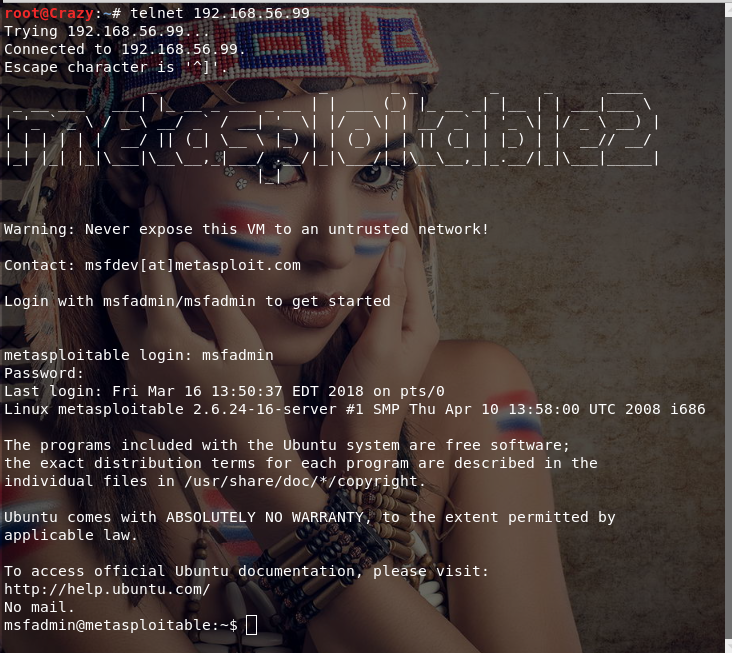 root@Crazy:~# telnet 192.168.56.99
Trying 192.168.56.99...
Connected to 192.168.56.99.
Escape character is '^]'.
metasploitable2
Warning: Never expose this VM to an untrusted network!
Contact: msfdev[at]metasploit.com
Login with msfadmin/msfadmin to get started
metasploitable login: msfadmin
Password:
Last login: Fri Mar 16 13:50:37 EDT 2018 on pts/0
Linux metasploitable 2.6.24-16-server #1 SMP Thu Apr 10 13:58:00 UTC 2008 i686
The programs included with the Ubuntu system are free software;
the exact distribution terms for each program are described in the
individual files in /usr/share/doc/*/copyright.
Ubuntu comes with ABSOLUTELY NO WARRANTY, to the extent permitted by
applicable law.
To access official Ubuntu documentation, please visit:
http://help.ubuntu.com/
No mail.
msfadmin@metasploitable:~$